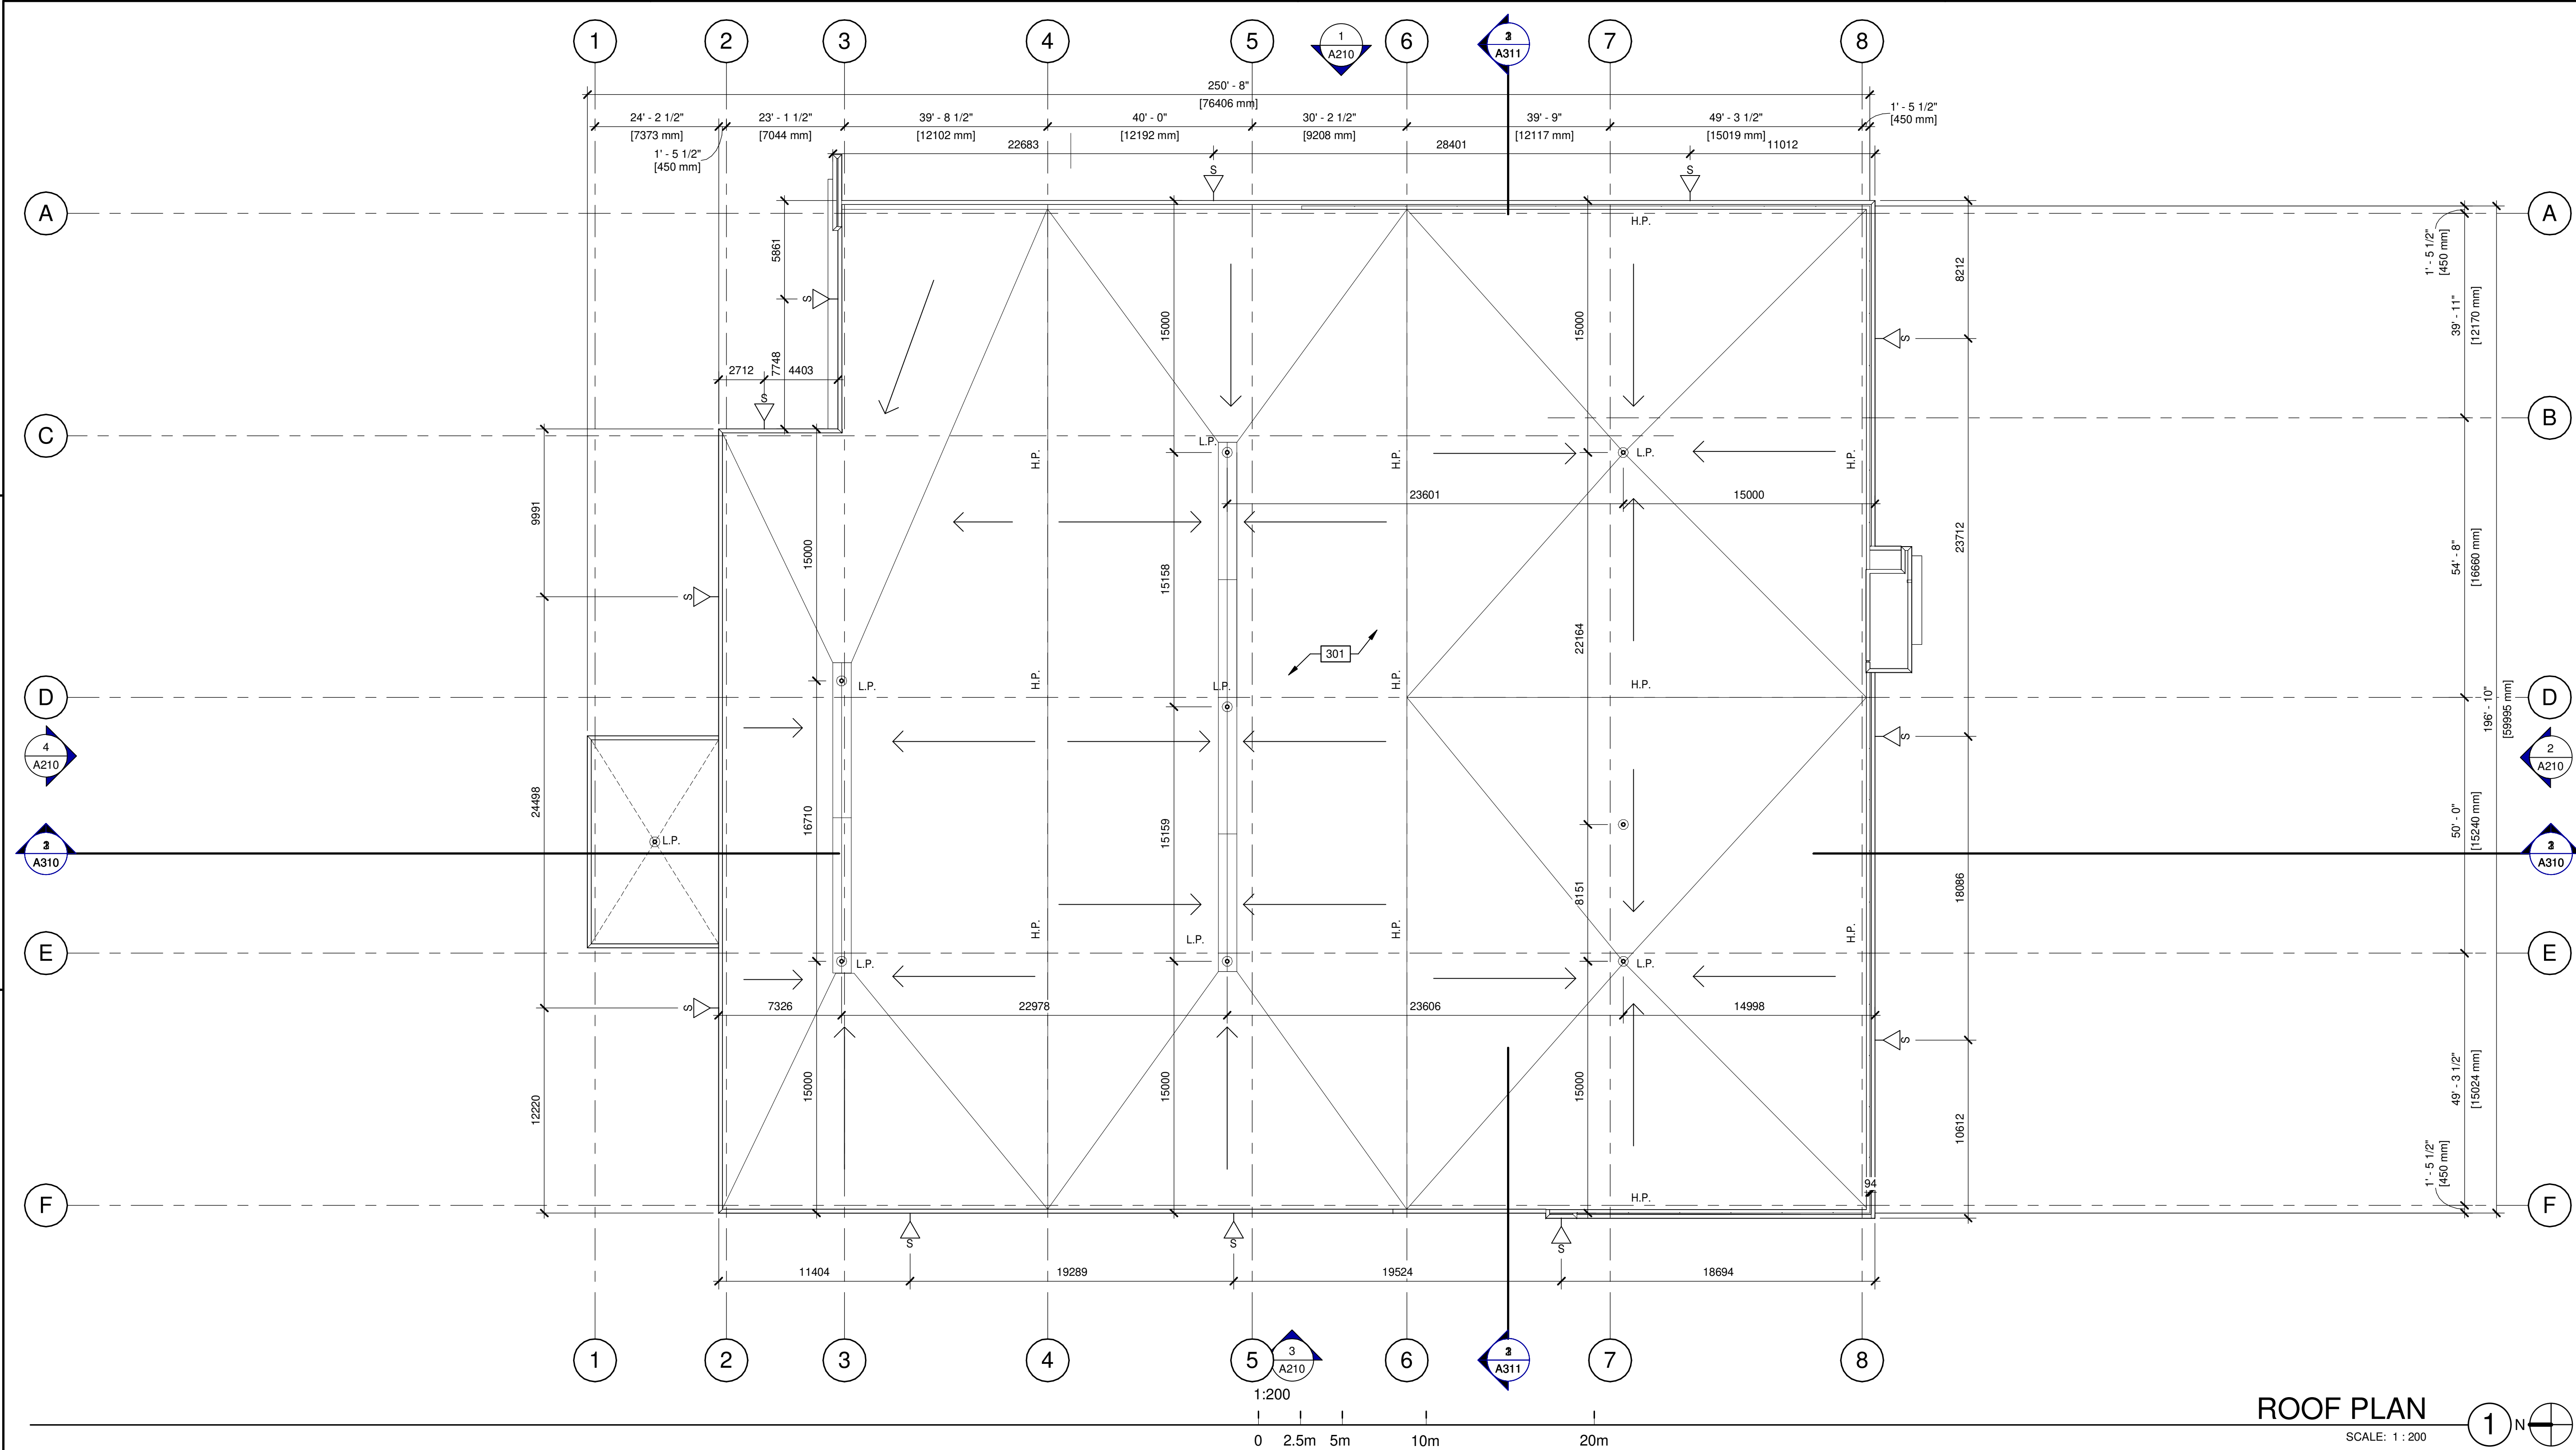 1 2 3 4 5 6 7 8
1
A210
A311
250' - 8"
[76406 mm]
24' - 2 1/2" 23' - 1 1/2" 39' - 8 1/2" 40' - 0" 30' - 2 1/2" 39' - 9" 49' - 3 1/2" 1' - 5 1/2"
[7373 mm] [7044 mm] [12102 mm] [12192 mm] [9208 mm] [12117 mm] [15019 mm] [450 mm]
1' - 5 1/2"
[450 mm]
22683 28401 11012
S S
A A
H.P.
1' - 5 1/2"
[450 mm]
5861
8212
S
15000 15000
39' - 11"
[12170 mm]
S
7748
2712 4403
S
C B
L.P.
H.P. H.P. L.P. H.P.
23601 15000
9991
15000
15158
23712
54' - 8"
[16660 mm]
S
301
22164
L.P. H.P. L.P. H.P. H.P.
D D
196' - 10"
[59995 mm]
S
4
A210
2
A210
24498
16710
15159
50' - 0"
[15240 mm]
L.P.
A310 A310
8151
18086
H.P. H.P. H.P.
L.P.
E E
L.P. L.P.
7326 22978 23606 14998
S
S
12220
15000 15000 15000
10612
49' - 3 1/2"
[15024 mm]
1' - 5 1/2"
[450 mm]
94
H.P.
F F
S S S
11404 19289 19524 18694
1 2 3 4 5 6 7 8
3
A210
A311
1:200
0 2.5m 5m 10m 20m
ROOF PLAN
SCALE: 1 : 200
1
N